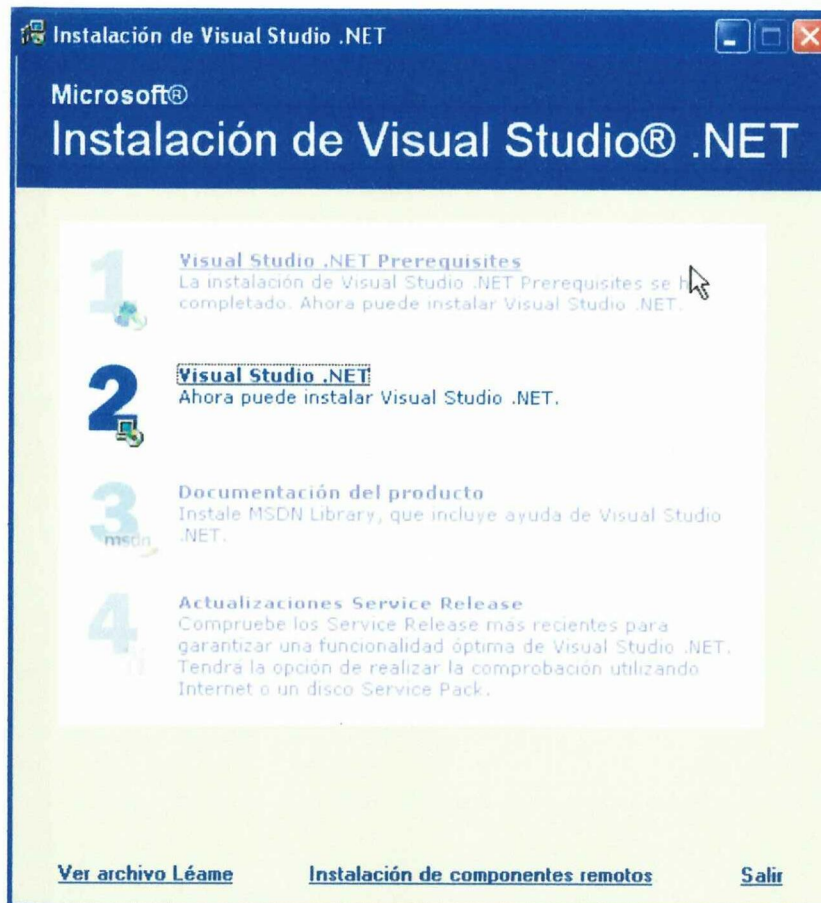 Instalación de Visual Studio .NET
Microsoft®
Instalación de Visual Studio® .NET
1
Visual Studio .NET Prerequisites
La instalación de Visual Studio .NET Prerequisites se h
completado. Ahora puede instalar Visual Studio .NET.
2
Visual Studio .NET
Ahora puede instalar Visual Studio .NET.
3
msdn
Documentación del producto
Instale MSDN Library, que incluye ayuda de Visual Studio
.NET.
4
Actualizaciones Service Release
Compruebe los Service Release más recientes para
garantizar una funcionalidad óptima de Visual Studio .NET.
Tendrá la opción de realizar la comprobación utilizando
Internet o un disco Service Pack.
Ver archivo Léame
Instalación de componentes remotos
Salir